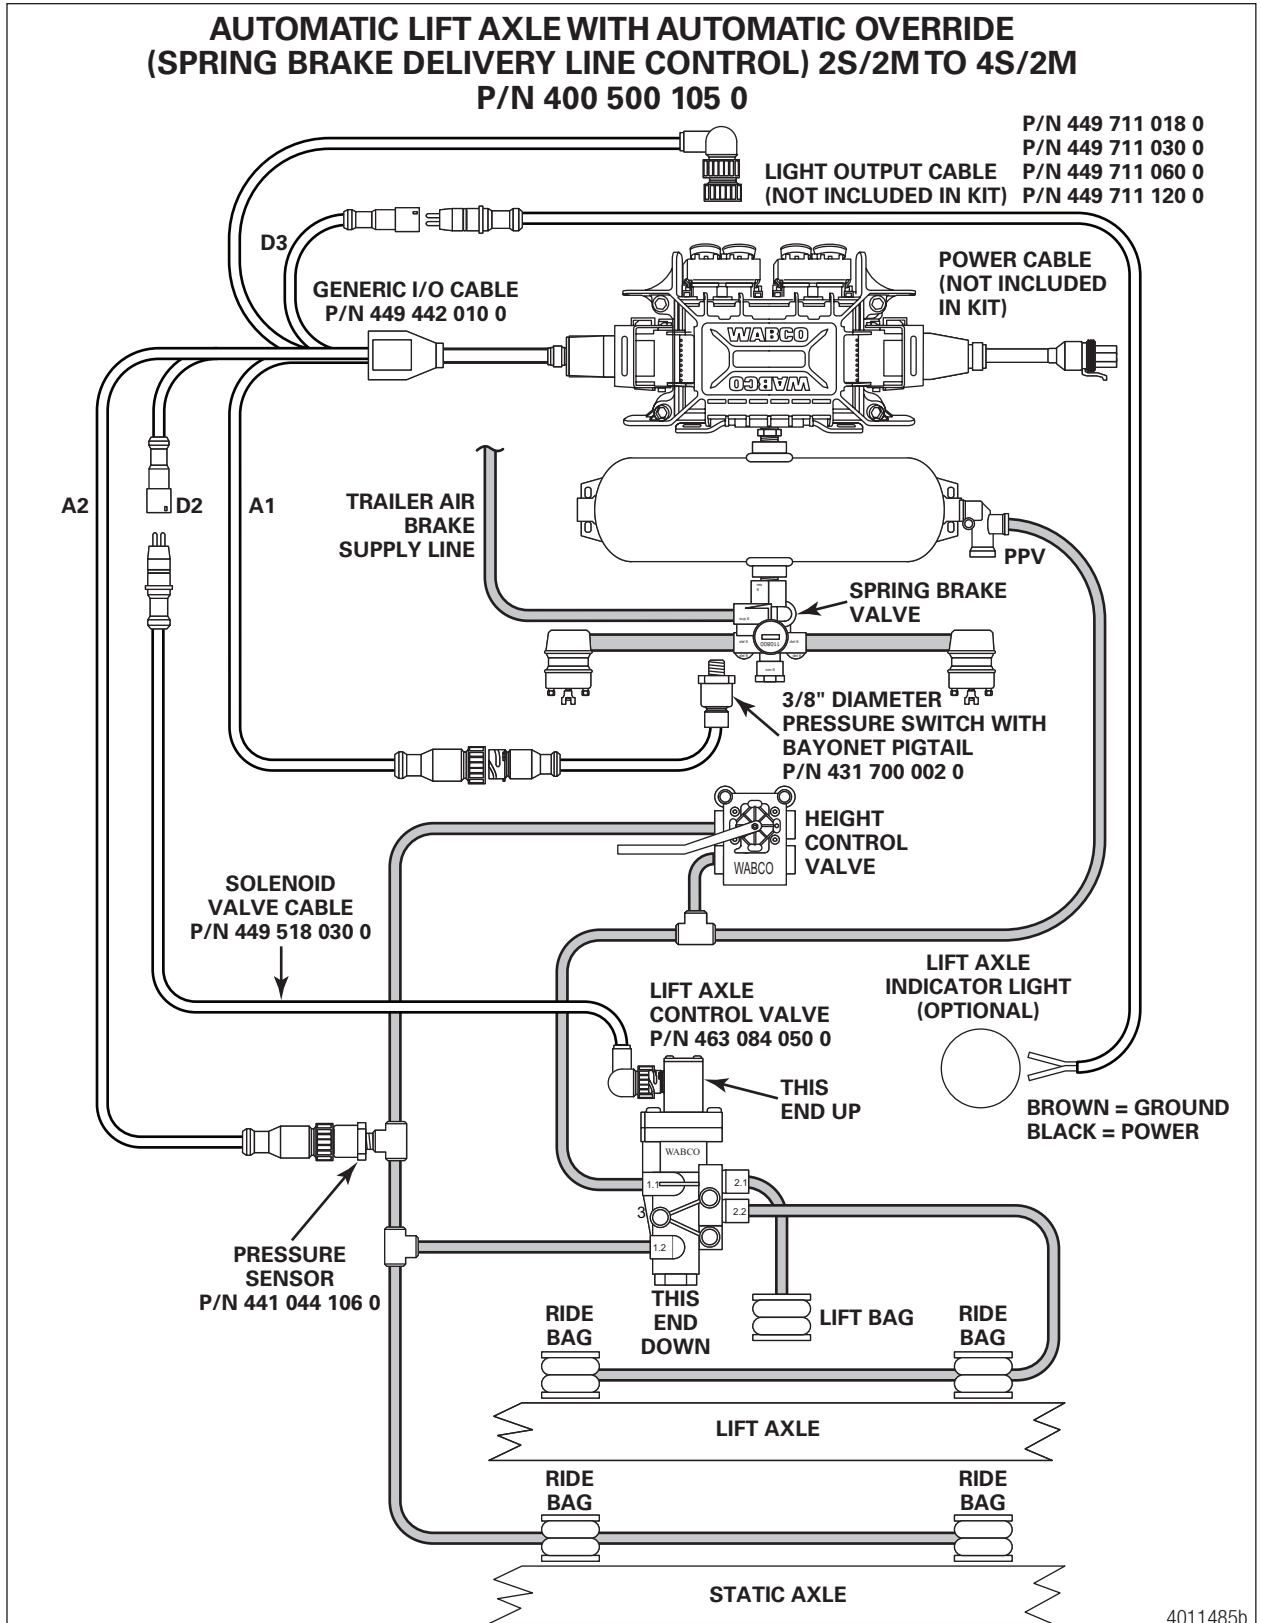 AUTOMATIC LIFT AXLE WITH AUTOMATIC OVERRIDE
(SPRING BRAKE DELIVERY LINE CONTROL) 2S/2M TO 4S/2M
P/N 400 500 105 0
P/N 449 711 018 0
P/N 449 711 030 0
LIGHT OUTPUT CABLE P/N 449 711 060 0
(NOT INCLUDED IN KIT) P/N 449 711 120 0
D3
GENERIC I/O CABLE
P/N 449 442 010 0
POWER CABLE
(NOT INCLUDED
IN KIT)
WABCO
WABCO
A2
D2
A1
TRAILER AIR
BRAKE
SUPPLY LINE
PPV
SPRING BRAKE
VALVE
3/8" DIAMETER
PRESSURE SWITCH WITH
BAYONET PIGTAIL
P/N 431 700 002 0
HEIGHT
CONTROL
VALVE
WABCO
SOLENOID
VALVE CABLE
P/N 449 518 030 0
LIFT AXLE
CONTROL VALVE
P/N 463 084 050 0
LIFT AXLE
INDICATOR LIGHT
(OPTIONAL)
THIS
END UP
BROWN = GROUND
BLACK = POWER
WABCO
1.1
2.1
2.2
3
1.2
PRESSURE
SENSOR
P/N 441 044 106 0
THIS
END
DOWN
LIFT BAG
RIDE
BAG
RIDE
BAG
LIFT AXLE
RIDE
BAG
RIDE
BAG
STATIC AXLE
4011485b